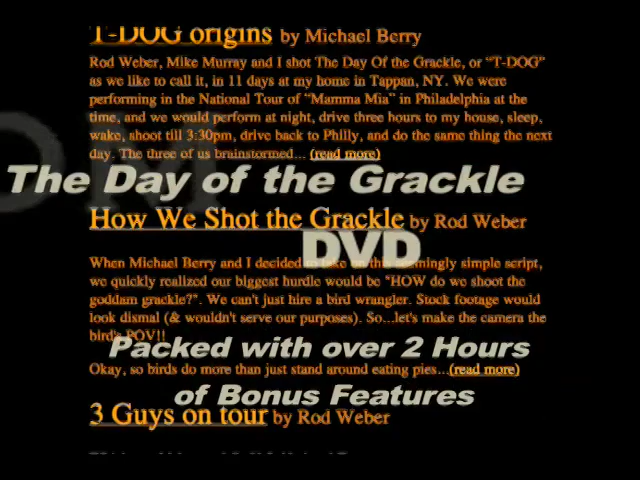 T-DOG origins by Michael Berry
Rod Weber, Mike Murray and I shot The Day Of the Grackle, or “T-DOG”
as we like to call it, in 11 days at my home in Tappan, NY. We were
performing in the National Tour of “Mamma Mia” in Philadelphia at the
time, and we would perform at night, drive three hours to my house, sleep,
wake, shoot till 3:30pm, drive back to Philly, and do the same thing the next
day. The three of us brainstormed... (read more)
OM
The Day of the Grackle
How We Shot the Grackle by Rod Weber
DVD
When Michael Berry and I decided to take on this seemingly simple script,
we quickly realized our biggest hurdle would be "HOW do we shoot the
goddam grackle?". We can't just hire a bird wrangler. Stock footage would
look dismal (& wouldn't serve our purposes). So...let's make the camera the
bird's POV!!
Packed with over 2 Hours
Okay, so birds do more than just stand around eating pies...(read more)
of Bonus Features
3 Guys on tour by Rod Weber